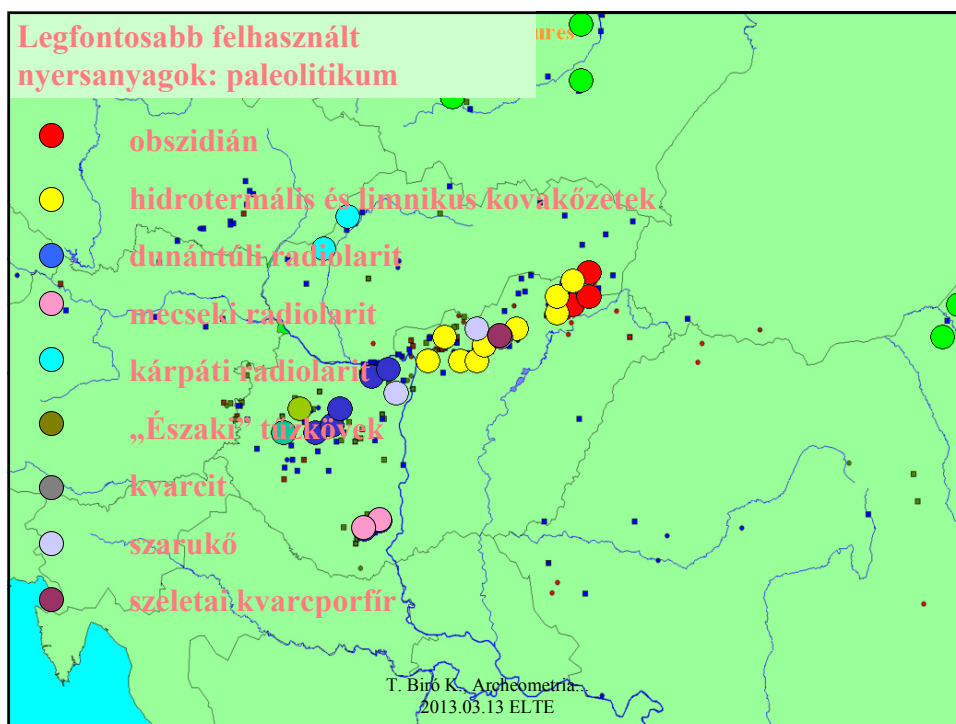 Legfontosabb felhasznált
nyersanyagok: paleolitikum
ures
obszidián
hidrotermális és limnikus kovakőzetek
dunántúli radiolarit
mecseki radiolarit
kárpáti radiolarit
„Északi” tűzkövek
kvarcit
szarukő
szeletai kvarcporfír
T. Biró K., Archeometria...
2013.03.13 ELTE